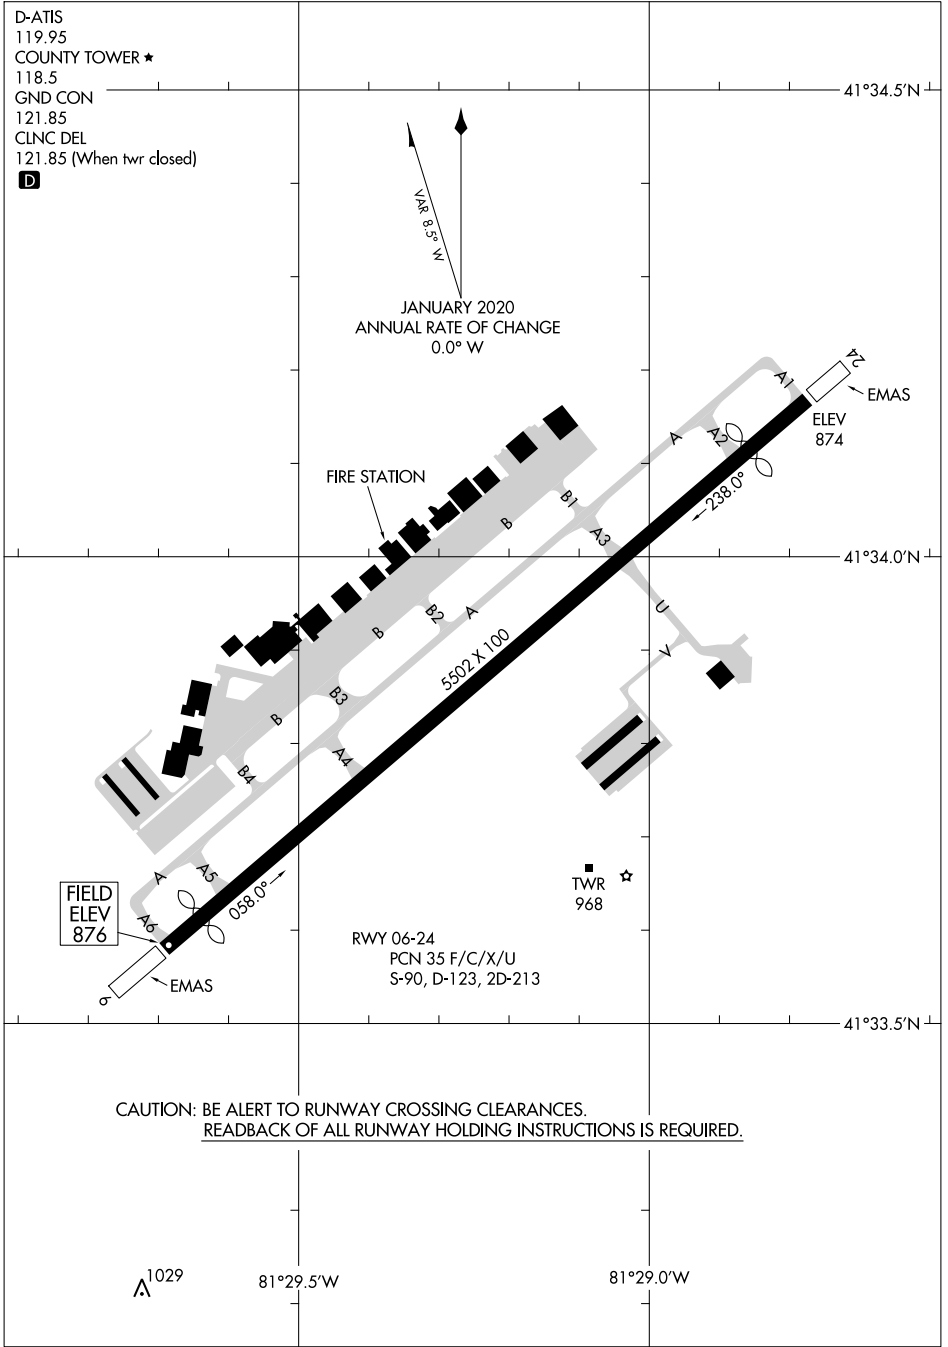 D-ATIS
119.95
COUNTY TOWER ★
118.5
GND CON
121.85
CLNC DEL
121.85 (When twr closed)
D
41°34.5'N
VAR 8.5° W
JANUARY 2020
ANNUAL RATE OF CHANGE
0.0° W
24
A1
EMAS
ELEV
874
A
A2
FIRE STATION
238.0°
B1
B
A3
41°34.0'N
B2
A
U
B
5502 X 100
V
B3
B
A4
B4
A5
TWR
968
A
058.0°
FIELD
ELEV
876
A6
RWY 06-24
PCN 35 F/C/X/U
S-90, D-123, 2D-213
EMAS
6
41°33.5'N
CAUTION: BE ALERT TO RUNWAY CROSSING CLEARANCES.
READBACK OF ALL RUNWAY HOLDING INSTRUCTIONS IS REQUIRED.
1029
81°29.5'W
81°29.0'W